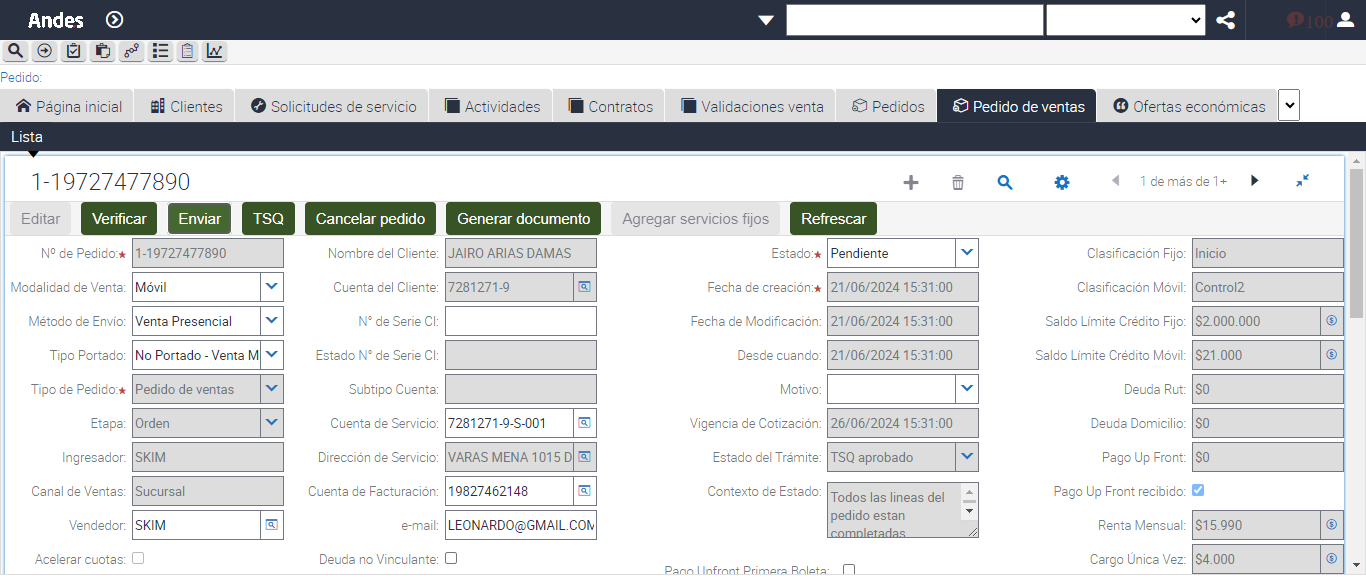 Andes
100
Pedido:
Página inicial Clientes Solicitudes de servicio Actividades Contratos Validaciones venta Pedidos Pedido de ventas Ofertas económicas
Lista
1-19727477890 1 de más de 1+
Editar Verificar Enviar TSQ Cancelar pedido Generar documento Agregar servicios fijos Refrescar
Nº de Pedido:* 1-19727477890 Nombre del Cliente: JAIRO ARIAS DAMAS Estado:* Pendiente Clasificación Fijo: Inicio
Modalidad de Venta: Móvil Cuenta del Cliente: 7281271-9 Fecha de creación:* 21/06/2024 15:31:00 Clasificación Móvil: Control2
Método de Envío: Venta Presencial N° de Serie CI: Fecha de Modificación: 21/06/2024 15:31:00 Saldo Límite Crédito Fijo: $2.000.000
Tipo Portado: No Portado - Venta M Estado N° de Serie CI: Desde cuando: 21/06/2024 15:31:00 Saldo Límite Crédito Móvil: $21.000
Tipo de Pedido:* Pedido de ventas Subtipo Cuenta: Motivo: Deuda Rut: $0
Etapa: Orden Cuenta de Servicio: 7281271-9-S-001 Vigencia de Cotización: 26/06/2024 15:31:00 Deuda Domicilio: $0
Ingresador: SKIM Dirección de Servicio: VARAS MENA 1015 D Estado del Trámite: TSQ aprobado Pago Up Front: $0
Canal de Ventas: Sucursal Cuenta de Facturación: 19827462148 Contexto de Estado: Todos las lineas del Pago Up Front recibido:
pedido estan
Vendedor: SKIM e-mail: LEONARDO@GMAIL.COM completadas Renta Mensual: $15.990
Acelerar cuotas: Deuda no Vinculante: Pago Upfront Primera Boleta: Cargo Única Vez: $4.000